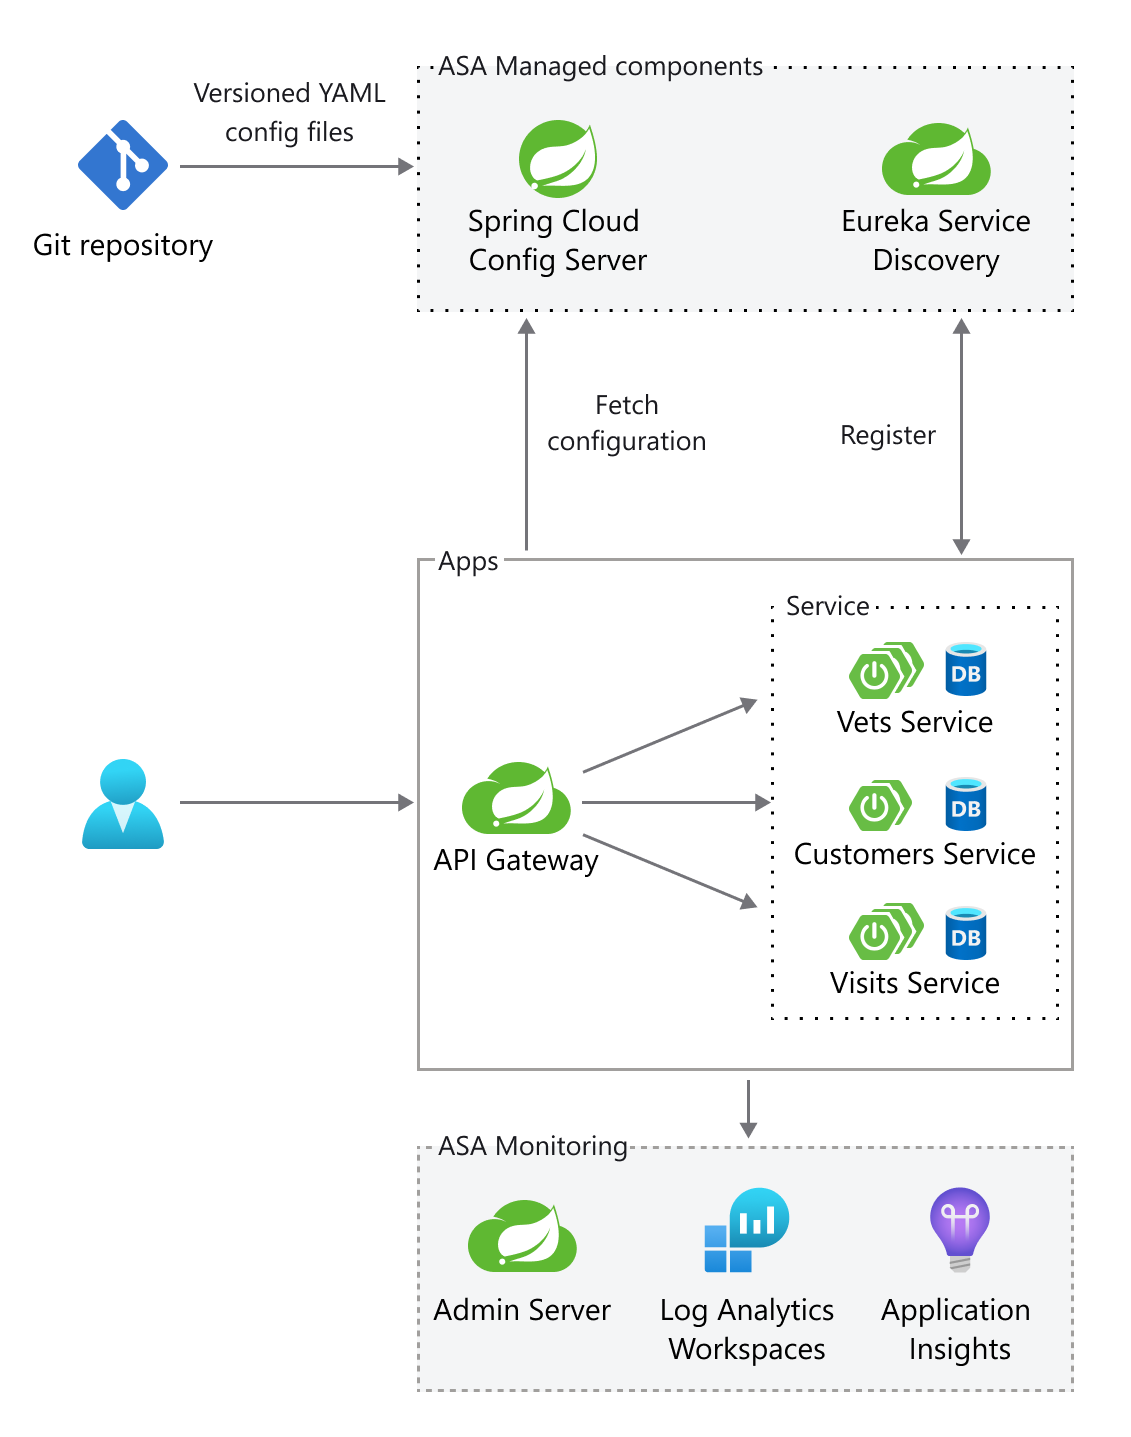 ASA Managed components
Versioned YAML
config files
Git repository
Spring Cloud
Config Server
Eureka Service
Discovery
Fetch
configuration
Register
Apps
Service
DB
Vets Service
DB
Customers Service
API Gateway
DB
Visits Service
ASA Monitoring
Admin Server
Log Analytics
Workspaces
Application
Insights